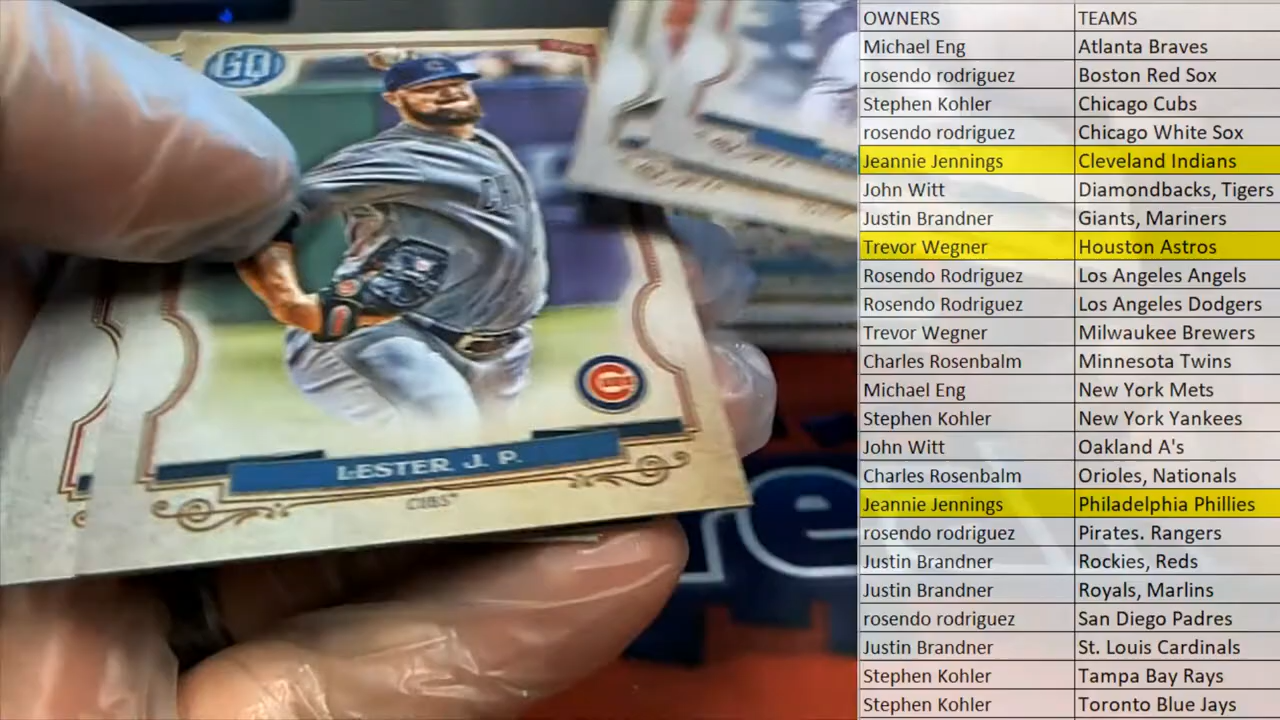 GQ
LESTER, J. P.
CUBS
re
OWNERS TEAMS
Michael Eng Atlanta Braves
rosendo rodriguez Boston Red Sox
Stephen Kohler Chicago Cubs
rosendo rodriguez Chicago White Sox
Jeannie Jennings Cleveland Indians
John Witt Diamondbacks, Tigers
Justin Brandner Giants, Mariners
Trevor Wegner Houston Astros
Rosendo Rodriguez Los Angeles Angels
Rosendo Rodriguez Los Angeles Dodgers
Trevor Wegner Milwaukee Brewers
Charles Rosenbalm Minnesota Twins
Michael Eng New York Mets
Stephen Kohler New York Yankees
John Witt Oakland A's
Charles Rosenbalm Orioles, Nationals
Jeannie Jennings Philadelphia Phillies
rosendo rodriguez Pirates. Rangers
Justin Brandner Rockies, Reds
Justin Brandner Royals, Marlins
rosendo rodriguez San Diego Padres
Justin Brandner St. Louis Cardinals
Stephen Kohler Tampa Bay Rays
Stephen Kohler Toronto Blue Jays